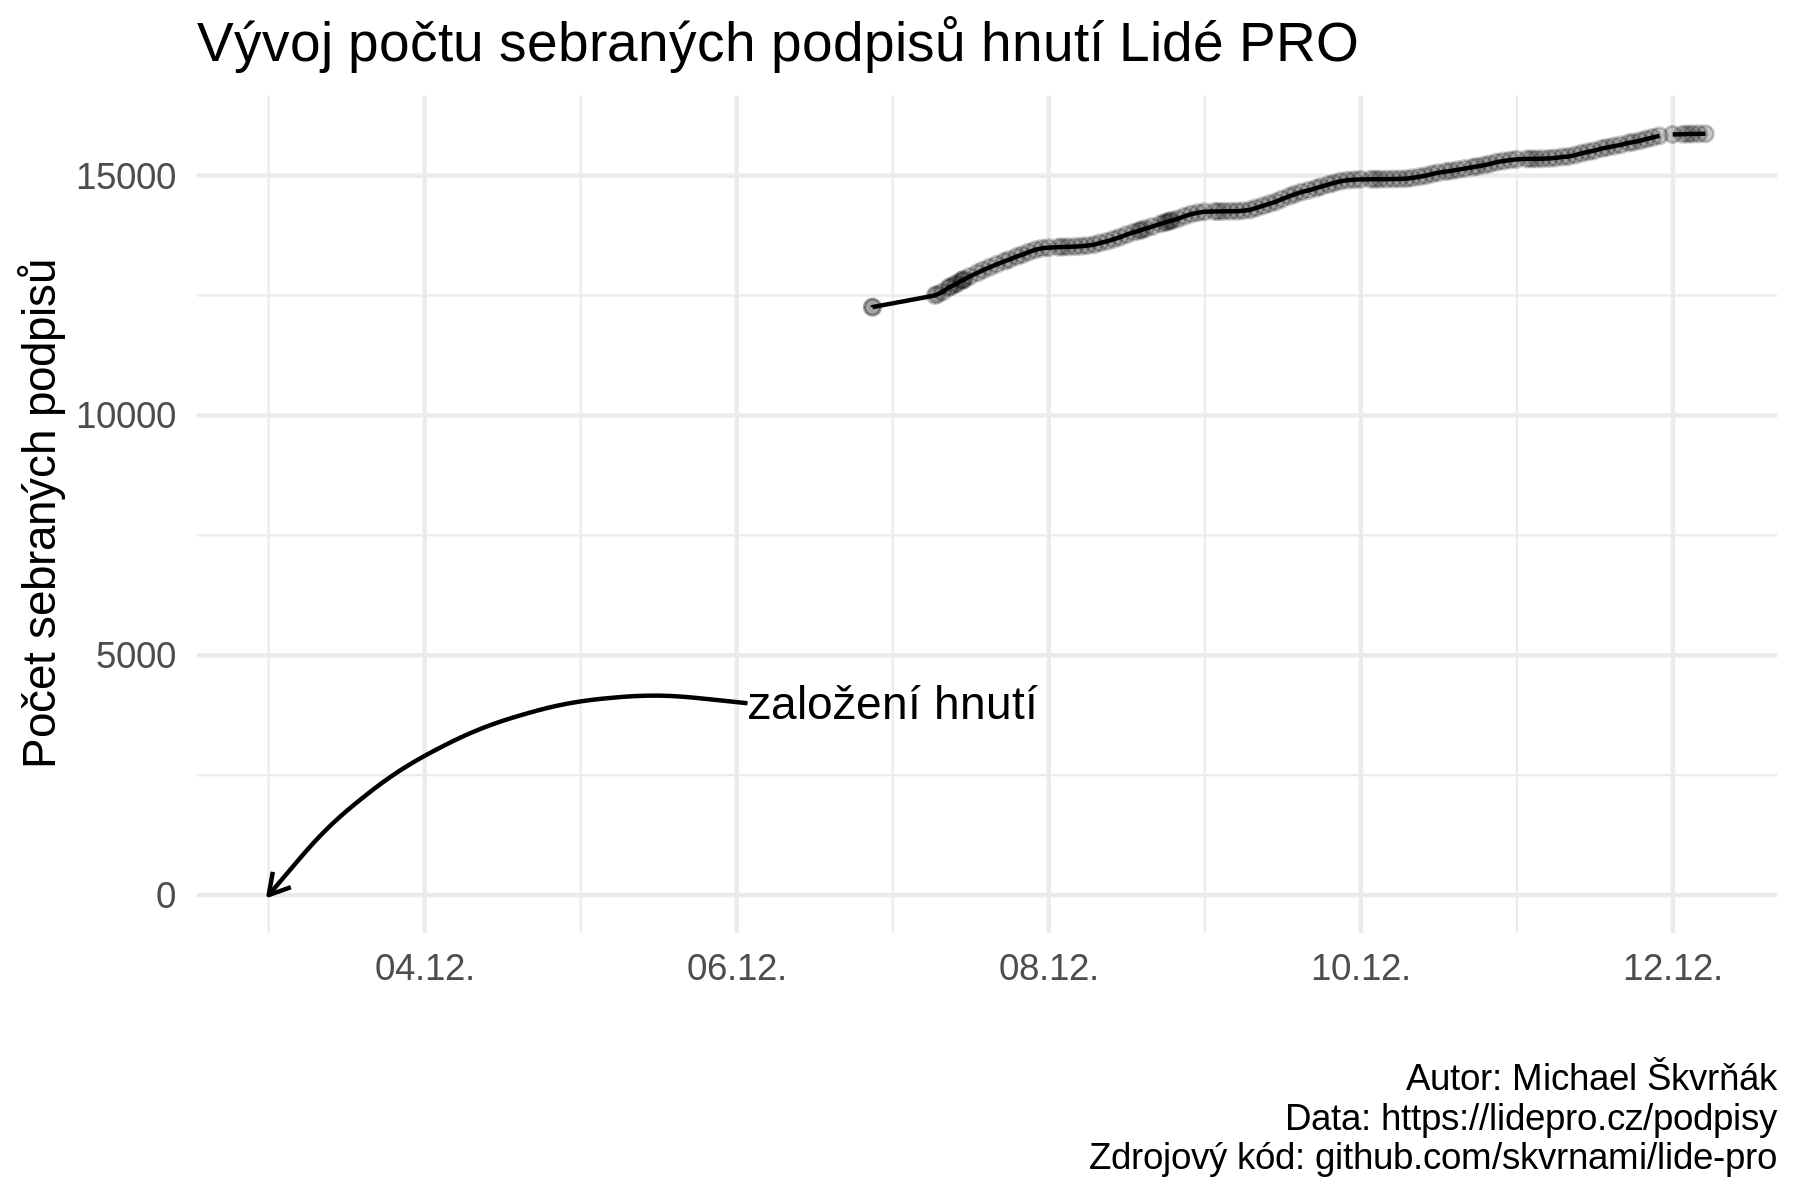 Vývoj počtu sebraných podpisů hnutí Lidé PRO
Počet sebraných podpisů
15000
10000
5000
0
založení hnutí
04.12.
06.12.
08.12.
10.12.
12.12.
Autor: Michael Škvrňák
Data: https://lidepro.cz/podpisy
Zdrojový kód: github.com/skvrnami/lide-pro